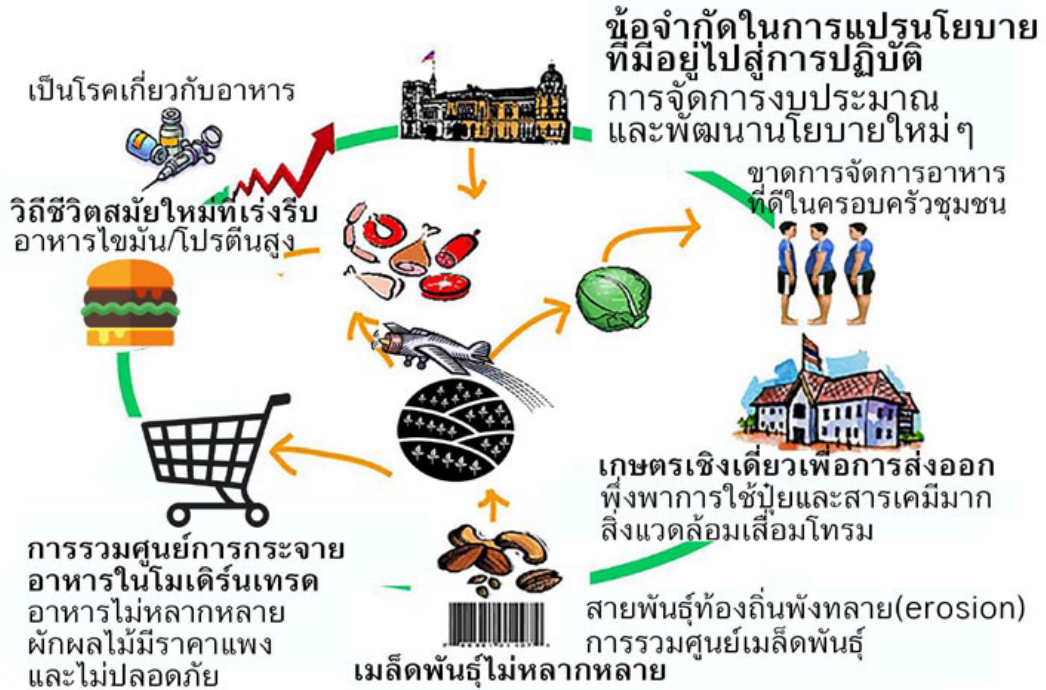 ข้อจำกัดในการแปรนโยบาย
ที่มีอยู่ไปสู่การปฏิบัติ
การจัดการงบประมาณ
และพัฒนานโยบายใหม่ๆ
ขาดการจัดการอาหาร
ที่ดีในครอบครัวชุมชน
เกษตรเชิงเดี่ยวเพื่อการส่งออก
พึ่งพาการใช้ปุ๋ยและสารเคมีมาก
สิ่งแวดล้อมเสื่อมโทรม
สายพันธุ์ท้องถิ่นพังทลาย(erosion)
การรวมศูนย์เมล็ดพันธุ์
เมล็ดพันธุ์ไม่หลากหลาย
การรวมศูนย์การกระจาย
อาหารในโมเดิร์นเทรด
อาหารไม่หลากหลาย
ผักผลไม้มีราคาแพง
และไม่ปลอดภัย
วิถีชีวิตสมัยใหม่ที่เร่งรีบ
อาหารไขมัน/โปรตีนสูง
เป็นโรคเกี่ยวกับอาหาร